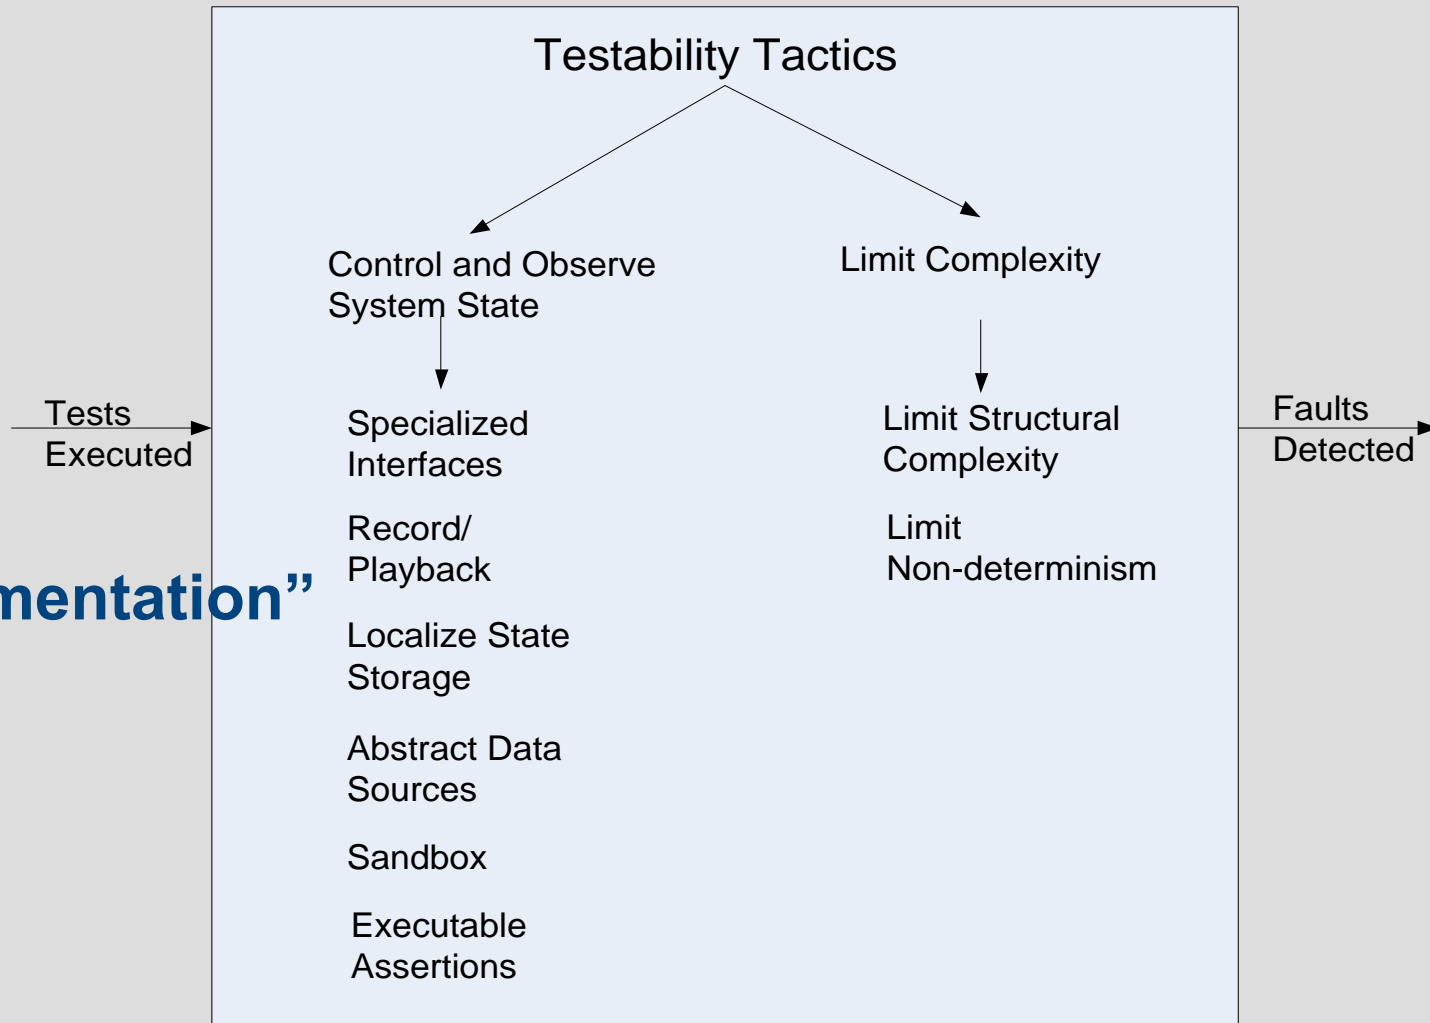 Testability Tactics
Control and Observe
System State
Limit Complexity
Tests
Executed
Specialized
Interfaces
Record/
Playback
Localize State
Storage
Abstract Data
Sources
Sandbox
Executable
Assertions
Limit Structural
Complexity
Limit
Non-determinism
Faults
Detected
mentation”